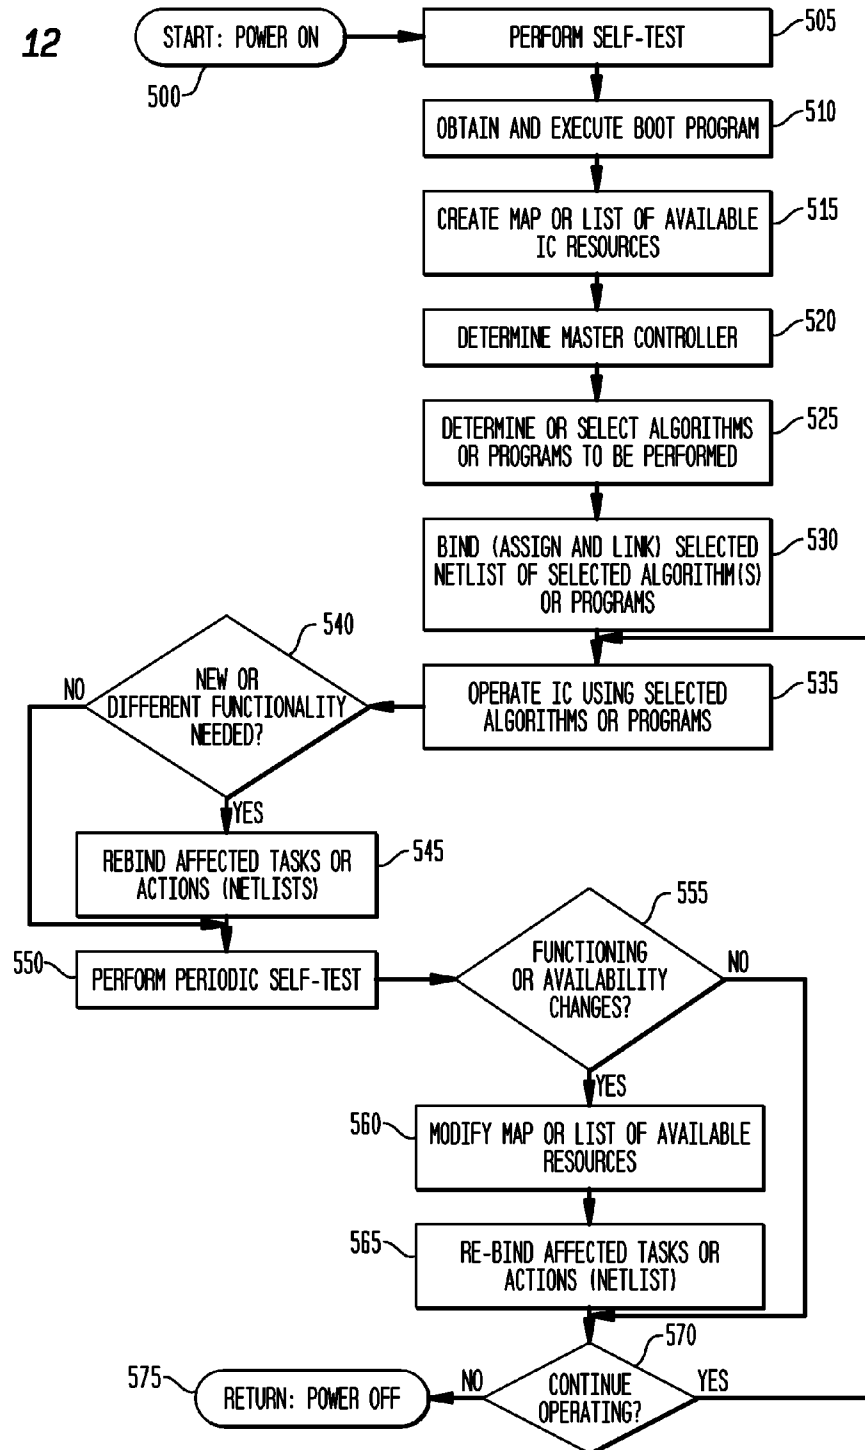 12
START: POWER ON
500
PERFORM SELF-TEST
505
OBTAIN AND EXECUTE BOOT PROGRAM
510
CREATE MAP OR LIST OF AVAILABLE
IC RESOURCES
515
DETERMINE MASTER CONTROLLER
520
DETERMINE OR SELECT ALGORITHMS
OR PROGRAMS TO BE PERFORMED
525
BIND (ASSIGN AND LINK) SELECTED
NETLIST OF SELECTED ALGORITHM(S)
OR PROGRAMS
530
OPERATE IC USING SELECTED
ALGORITHMS OR PROGRAMS
535
540
NEW OR
DIFFERENT FUNCTIONALITY
NEEDED?
NO
YES
REBIND AFFECTED TASKS OR
ACTIONS (NETLISTS)
545
550
PERFORM PERIODIC SELF-TEST
555
FUNCTIONING
OR AVAILABILITY
CHANGES?
NO
YES
560
MODIFY MAP OR LIST OF AVAILABLE
RESOURCES
565
RE-BIND AFFECTED TASKS OR
ACTIONS (NETLIST)
570
CONTINUE
OPERATING?
NO
YES
575
RETURN: POWER OFF